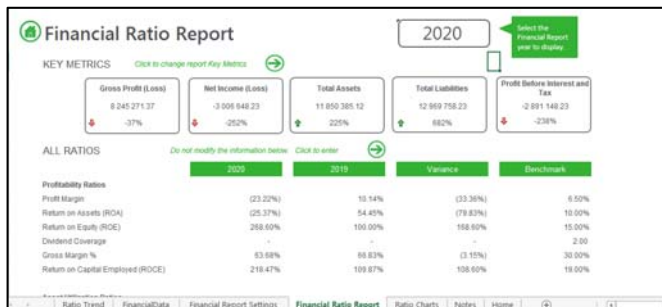 Financial Ratio Report
2020
Select the
Financial Report
year to display.
KEY METRICS Click to change report Key Metrics
Gross Profit (Loss) Net Income (Loss) Total Assets Total Liabilities Profit Before Interest and
Tax
8 245 271.37 -3 006 648.23 11 850 385.12 12 969 758.23 -2 891 148.23
-37% -252% 225% 682% -238%
ALL RATIOS Do not modify the information below. Click to enter
2020 2019 Variance Benchmark
Profitability Ratios
Profit Margin (23.22%) 10.14% (33.36%) 6.50%
Return on Assets (ROA) (25.37%) 54.45% (79.83%) 10.00%
Return on Equity (ROE) 268.60% 100.00% 168.60% 15.00%
Dividend Coverage - - - 2.00
Gross Margin % 63.68% 66.83% (3.15%) 30.00%
Return on Capital Employed (ROCE) 218.47% 109.87% 108.60% 19.00%
Asset Utilisation Ratios
Ratio Trend FinancialData Financial Report Settings Financial Ratio Report Ratio Charts Notes Home